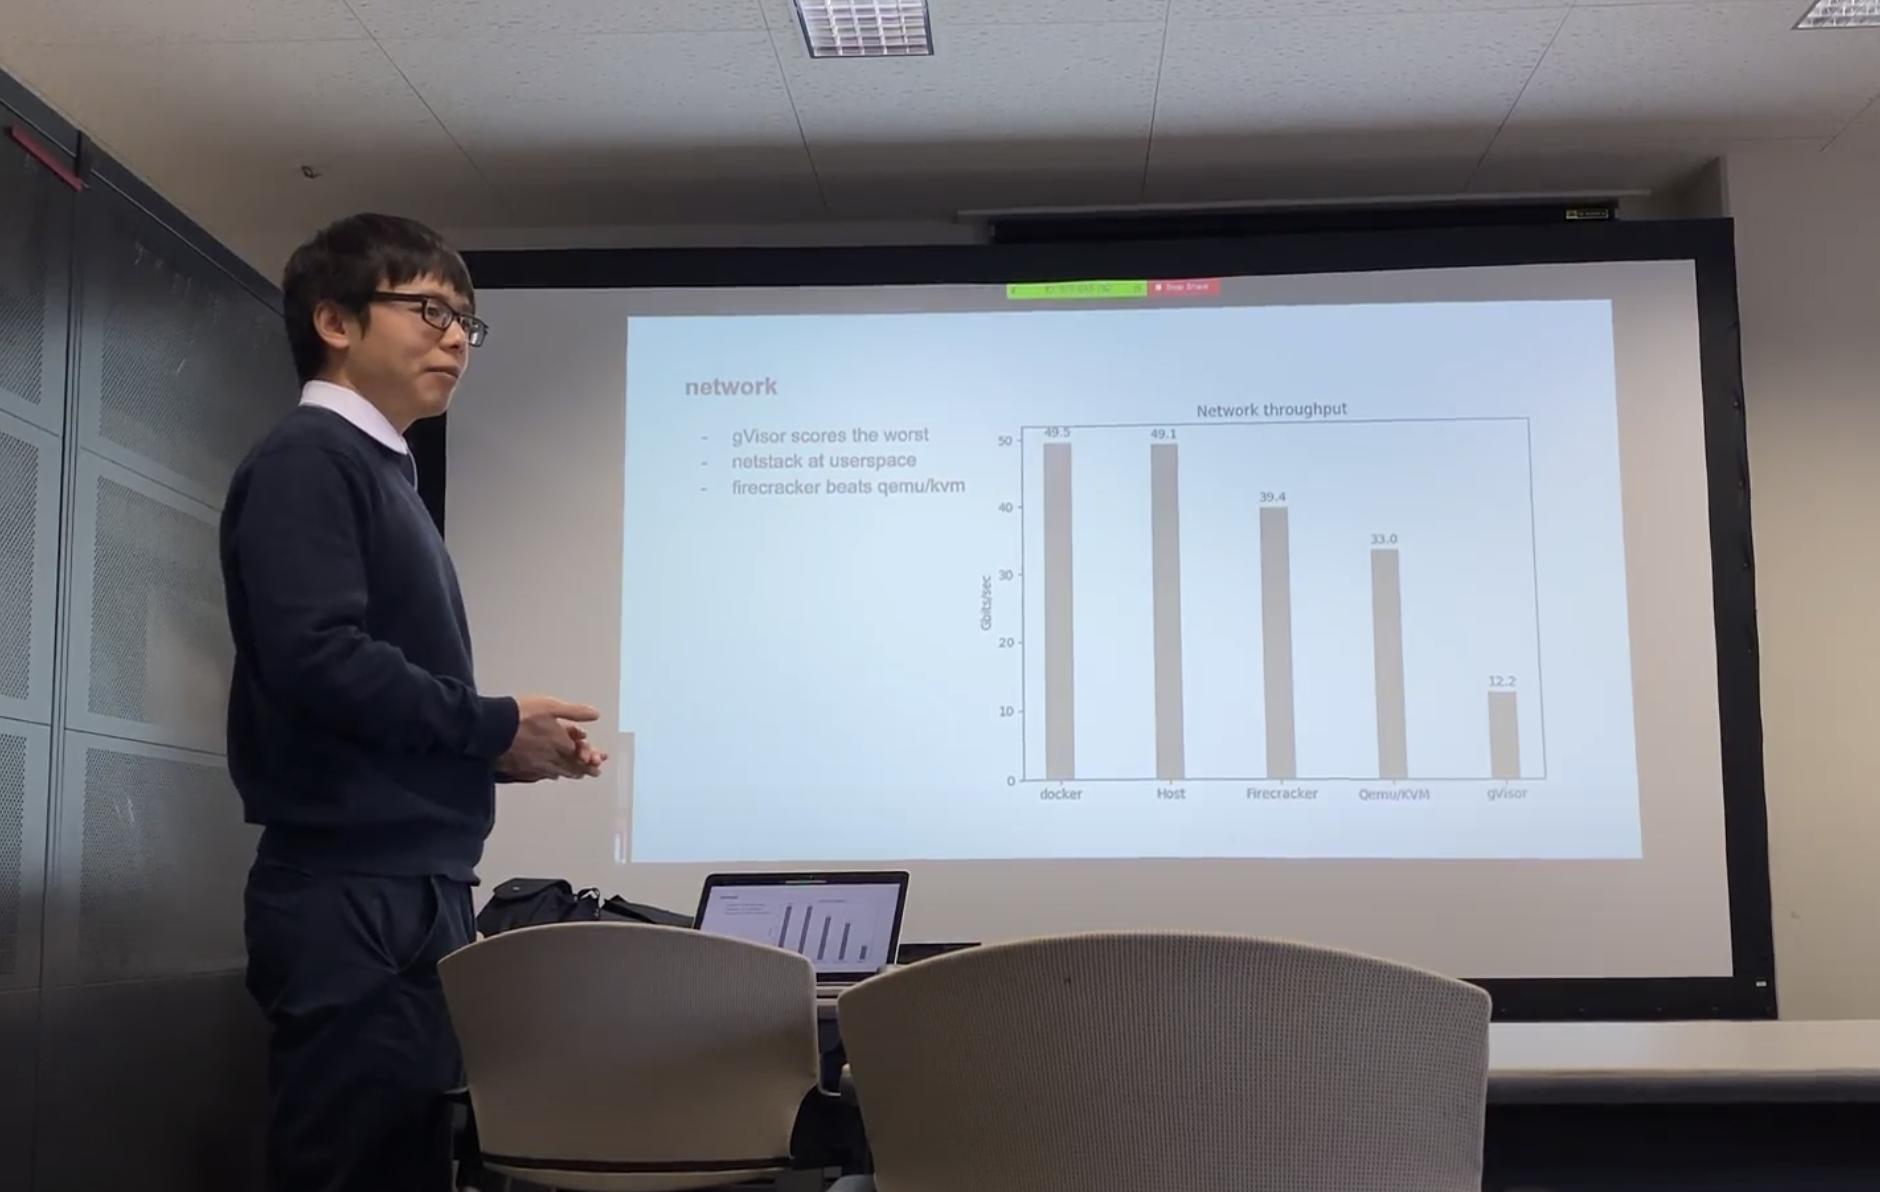 Stop Share
network
- gVisor scores the worst
- netstack at userspace
- firecracker beats qemu/kvm
Network throughput
Gbits/sec
50
40
30
20
10
0
49.5
49.1
39.4
33.0
12.2
docker
Host
Firecracker
Qemu/KVM
gVisor